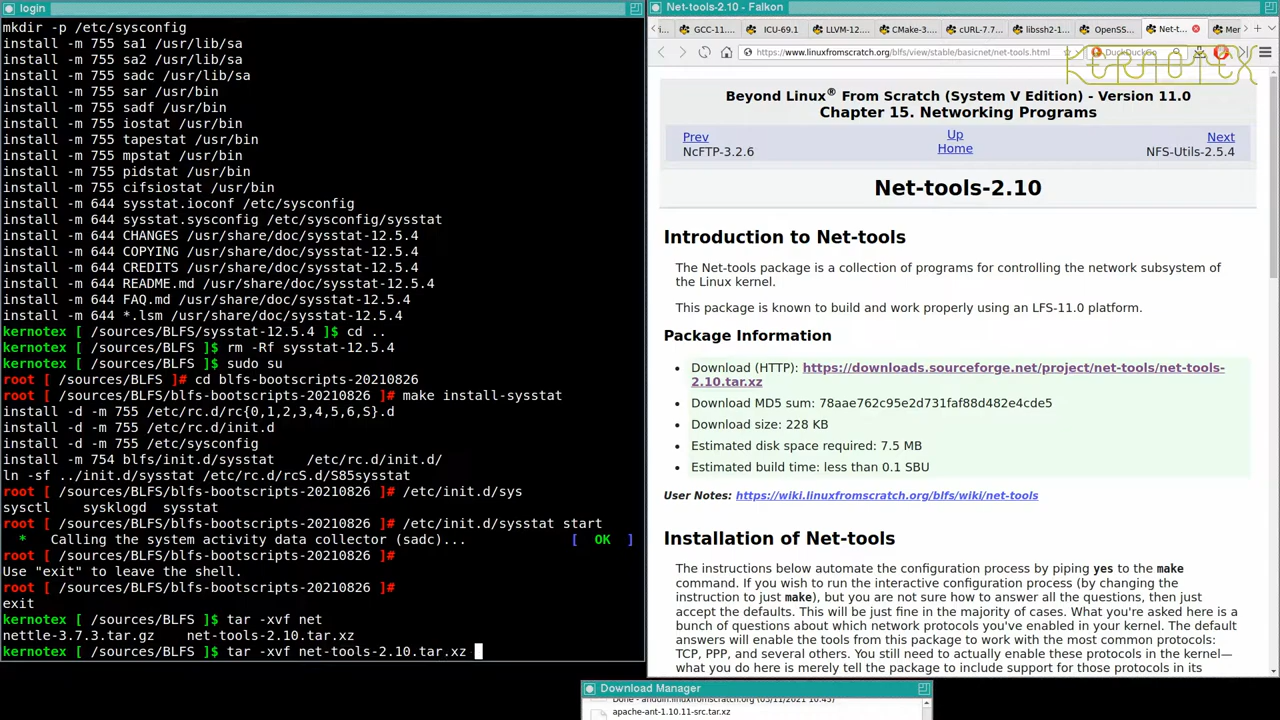 login
mkdir -p /etc/sysconfig
install -m 755 sa1 /usr/lib/sa
install -m 755 sa2 /usr/lib/sa
install -m 755 sadc /usr/lib/sa
install -m 755 sar /usr/bin
install -m 755 sadf /usr/bin
install -m 755 iostat /usr/bin
install -m 755 tapestat /usr/bin
install -m 755 mpstat /usr/bin
install -m 755 pidstat /usr/bin
install -m 755 cifsiostat /usr/bin
install -m 644 sysstat.ioconf /etc/sysconfig
install -m 644 sysstat.sysconfig /etc/sysconfig/sysstat
install -m 644 CHANGES /usr/share/doc/sysstat-12.5.4
install -m 644 COPYING /usr/share/doc/sysstat-12.5.4
install -m 644 CREDITS /usr/share/doc/sysstat-12.5.4
install -m 644 README.md /usr/share/doc/sysstat-12.5.4
install -m 644 FAQ.md /usr/share/doc/sysstat-12.5.4
install -m 644 *.lsm /usr/share/doc/sysstat-12.5.4
kernotex [ /sources/BLFS/sysstat-12.5.4 ]$ cd ..
kernotex [ /sources/BLFS ]$ rm -Rf sysstat-12.5.4
kernotex [ /sources/BLFS ]$ sudo su
root [ /sources/BLFS ]# cd blfs-bootscripts-20210826
root [ /sources/BLFS/blfs-bootscripts-20210826 ]# make install-sysstat
install -d -m 755 /etc/rc.d/rc{0,1,2,3,4,5,6,S}.d
install -d -m 755 /etc/rc.d/init.d
install -d -m 755 /etc/sysconfig
install -m 754 blfs/init.d/sysstat    /etc/rc.d/init.d/
ln -sf ../init.d/sysstat /etc/rc.d/rcS.d/S85sysstat
root [ /sources/BLFS/blfs-bootscripts-20210826 ]# /etc/init.d/sys
sysctl    sysklogd  sysstat
root [ /sources/BLFS/blfs-bootscripts-20210826 ]# /etc/init.d/sysstat start
*   Calling the system activity data collector (sadc)...    [  OK  ]
root [ /sources/BLFS/blfs-bootscripts-20210826 ]#
Use "exit" to leave the shell.
root [ /sources/BLFS/blfs-bootscripts-20210826 ]#
exit
kernotex [ /sources/BLFS ]$ tar -xvf net
nettle-3.7.3.tar.gz    net-tools-2.10.tar.xz
kernotex [ /sources/BLFS ]$ tar -xvf net-tools-2.10.tar.xz
Net-tools-2.10 - Falkon
GCC-11.... ICU-69.1 LLVM-12.... CMake-3.... cURL-7.7... libssh2-1... OpenSS... Net-t... Mer
https://www.linuxfromscratch.org/blfs/view/stable/basicnet/net-tools.html DuckDuckGo
KERNOTEX
Beyond Linux® From Scratch (System V Edition) - Version 11.0
Chapter 15. Networking Programs
Prev Up Next
NcFTP-3.2.6 Home NFS-Utils-2.5.4
Net-tools-2.10
Introduction to Net-tools
The Net-tools package is a collection of programs for controlling the network subsystem of
the Linux kernel.
This package is known to build and work properly using an LFS-11.0 platform.
Package Information
• Download (HTTP): https://downloads.sourceforge.net/project/net-tools/net-tools-
2.10.tar.xz
• Download MD5 sum: 78aae762c95e2d731faf88d482e4cde5
• Download size: 228 KB
• Estimated disk space required: 7.5 MB
• Estimated build time: less than 0.1 SBU
User Notes: https://wiki.linuxfromscratch.org/blfs/wiki/net-tools
Installation of Net-tools
The instructions below automate the configuration process by piping yes to the make
command. If you wish to run the interactive configuration process (by changing the
instruction to just make), but you are not sure how to answer all the questions, then just
accept the defaults. This will be just fine in the majority of cases. What you're asked here is a
bunch of questions about which network protocols you've enabled in your kernel. The default
answers will enable the tools from this package to work with the most common protocols:
TCP, PPP, and several others. You still need to actually enable these protocols in the kernel—
what you do here is merely tell the package to include support for those protocols in its
Download Manager
Done - anduin.linuxfromscratch.org (05/11/2021 10:45)
apache-ant-1.10.11-src.tar.xz